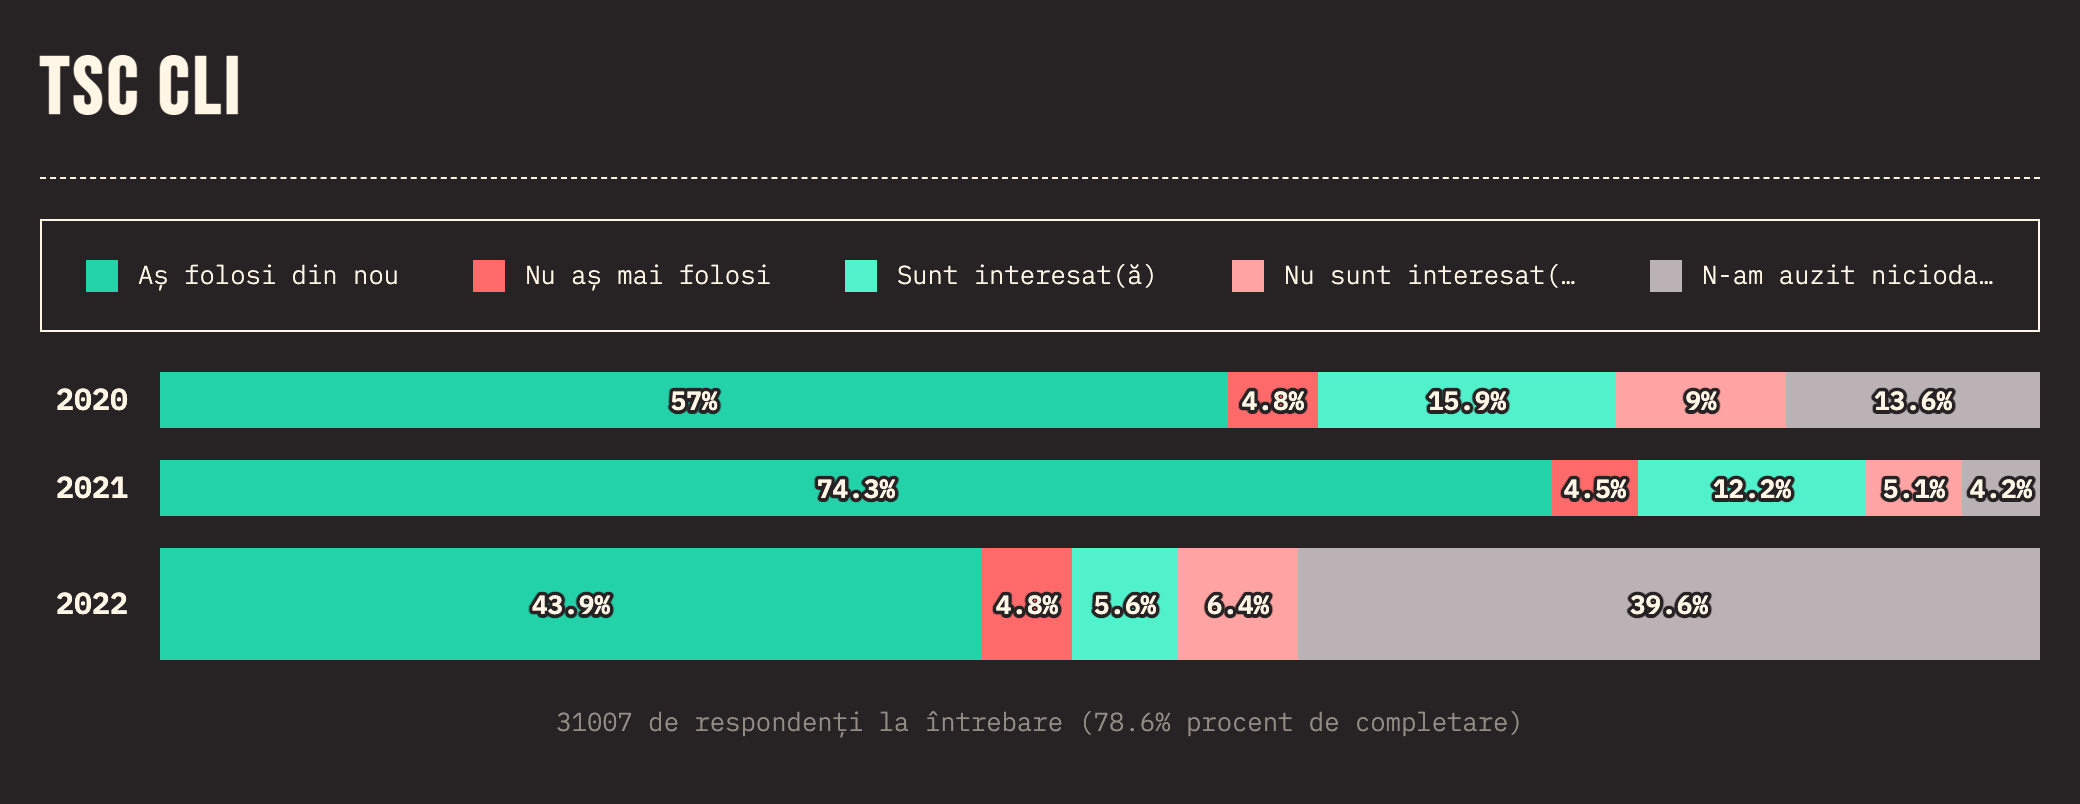 TSC CLI
Aș folosi din nou
Nu aș mai folosi
Sunt interesat(ă)
Nu sunt interesat(…
N-am auzit nicioda…
2020 57% 4.8% 15.9% 9% 13.6%
2021 74.3% 4.5% 12.2% 5.1% 4.2%
2022 43.9% 4.8% 5.6% 6.4% 39.6%
31007 de respondenți la întrebare (78.6% procent de completare)